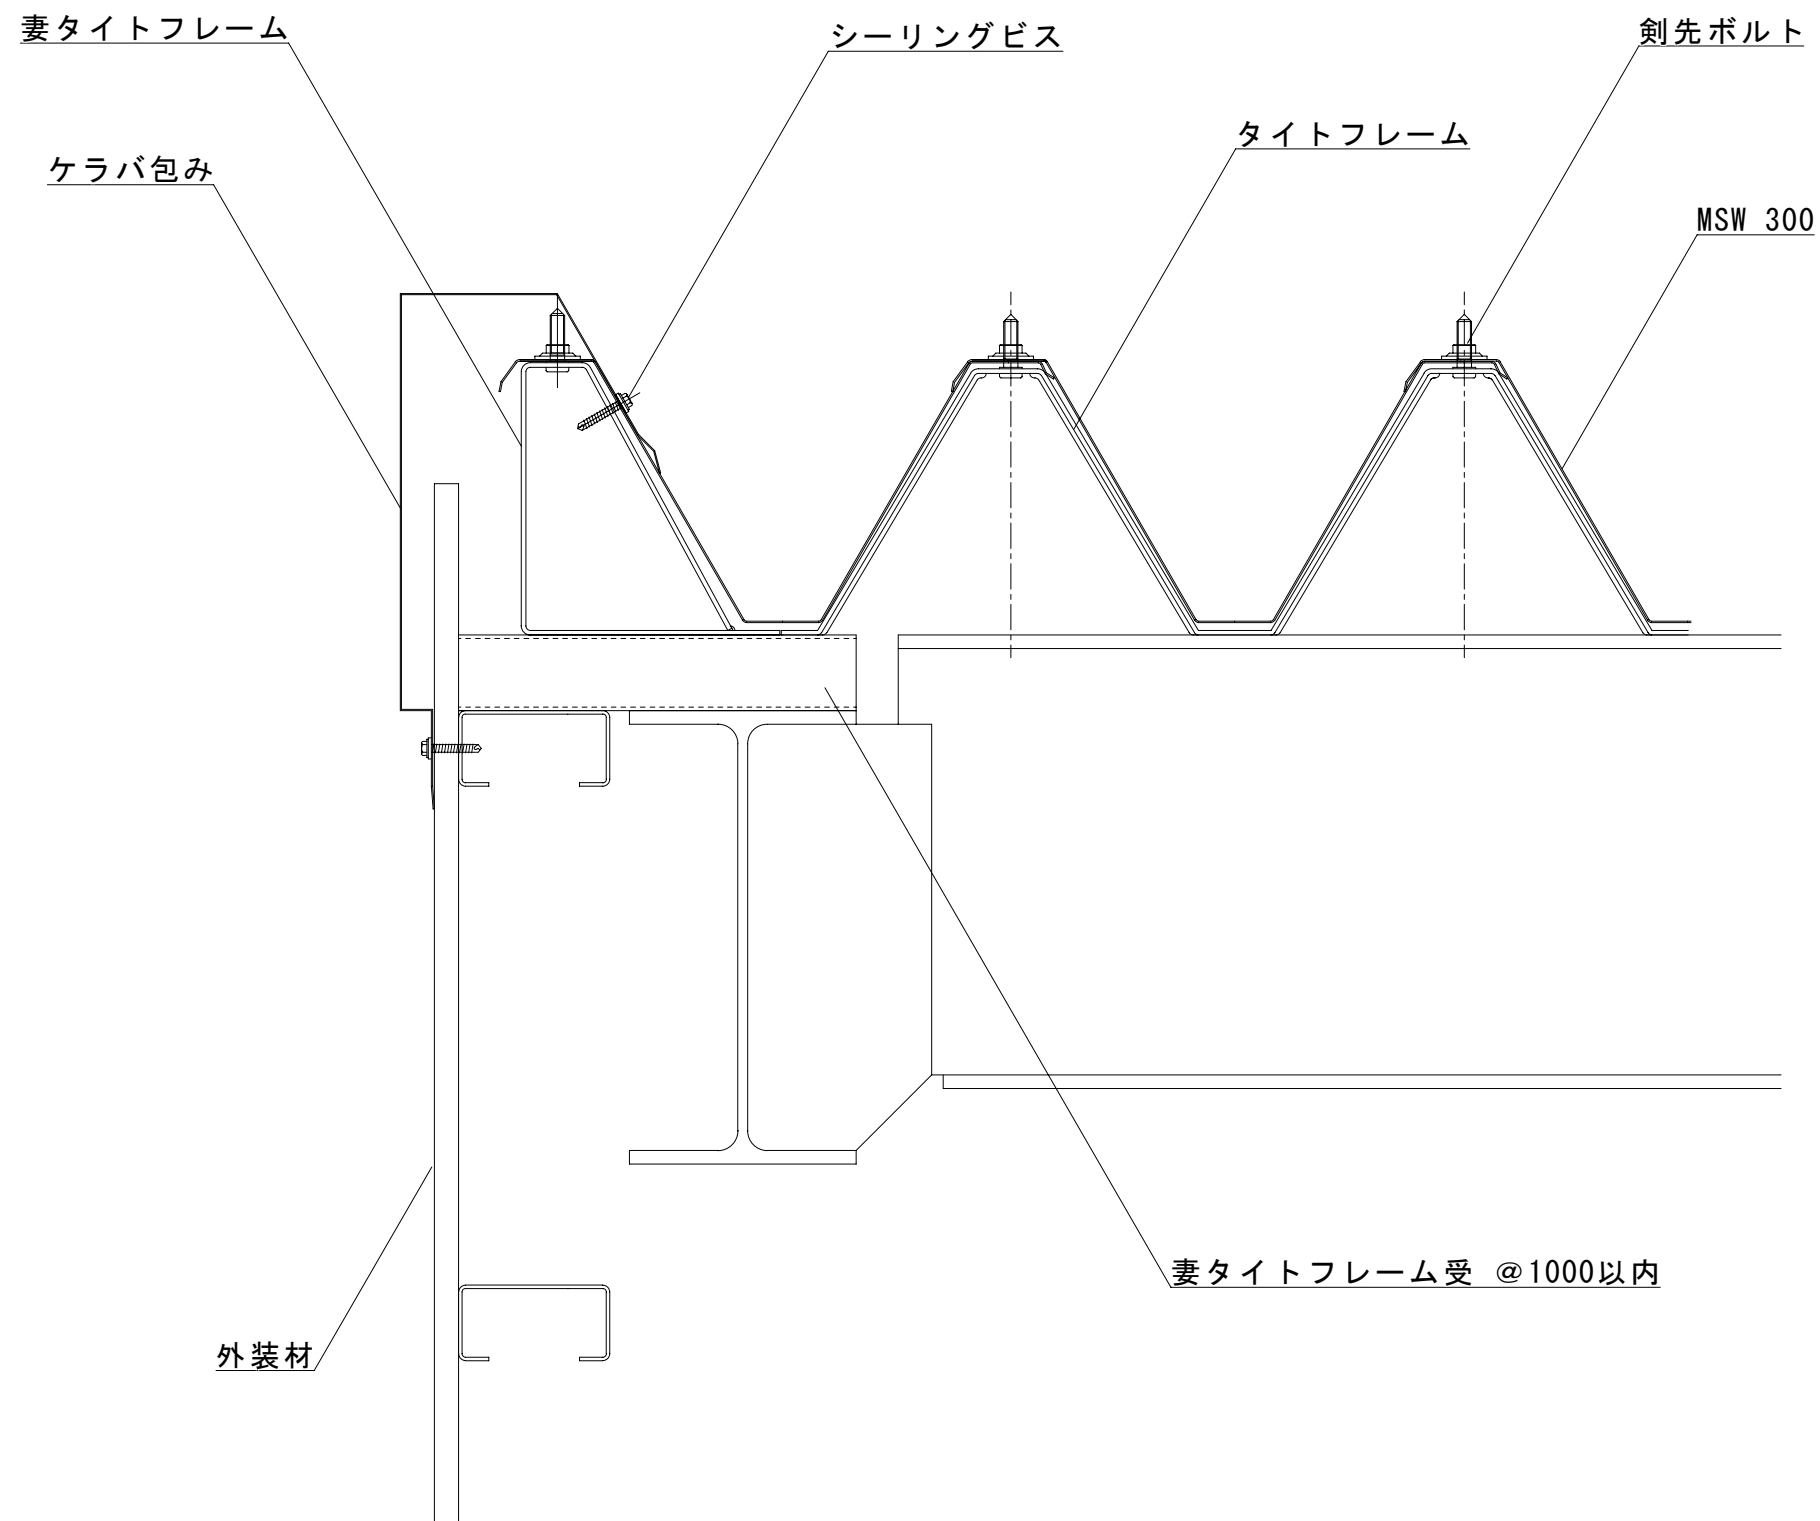 妻タイトフレーム
シーリングビス
剣先ボルト
タイトフレーム
ケラバ包み
MSW 300
妻タイトフレーム受 @1000以内
外装材